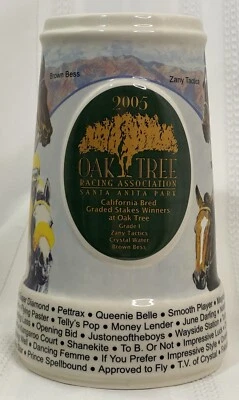 Brown Bess
Zany Tactics
2005
OAK TREE
RACING ASSOCIATION
SANTA ANITA PARK
California Bred
Graded Stakes Winners
at Oak Tree
Grade I
Zany Tactics
Crystal Water
Brown Bess
Diamond • Pettrax • Queenie Belle • Smooth Player •
Flying Paster • Telly's Pop • Money Lender • June Darling •
Opening Bid • Justoneoftheboys • Wayside Station •
Court • Shanekite • To B. Or Not • Impressive
• Dancing Femme • If You Prefer • Impressive Style •
• Prince Spellbound • Approved to Fly • T.V. of Crystal •